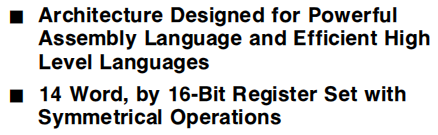 ■ Architecture Designed for Powerful
Assembly Language and Efficient High
Level Languages
■ 14 Word, by 16-Bit Register Set with
Symmetrical Operations